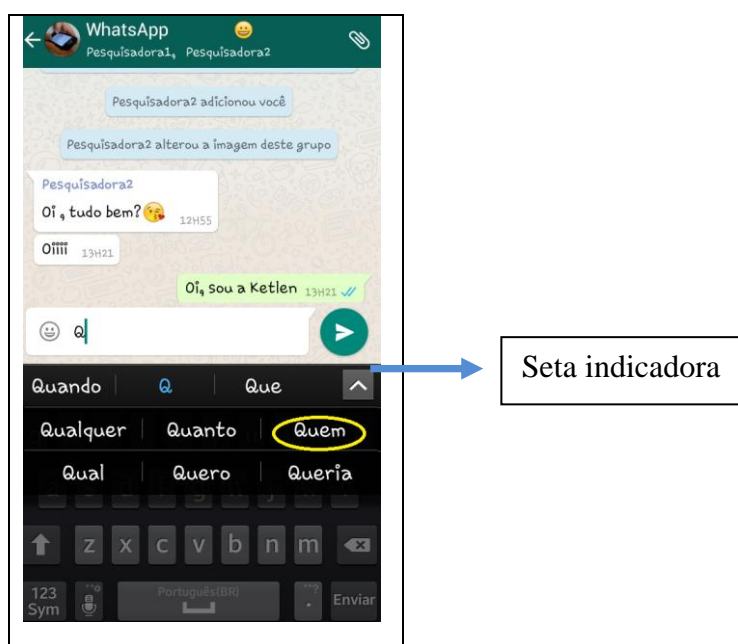 WhatsApp
Pesquisadora1, Pesquisadora2
Pesquisadora2 adicionou você
Pesquisadora2 alterou a imagem deste grupo
Pesquisadora2
Oi, tudo bem?😘 12H55
Oiiii 13H21
Oi, sou a Ketlen 13H21
Q
Seta indicadora
Quando Q Que
Qualquer Quanto Quem
Qual Quero Queria
z x c v b n m
123 Português(BR) Enviar
Sym